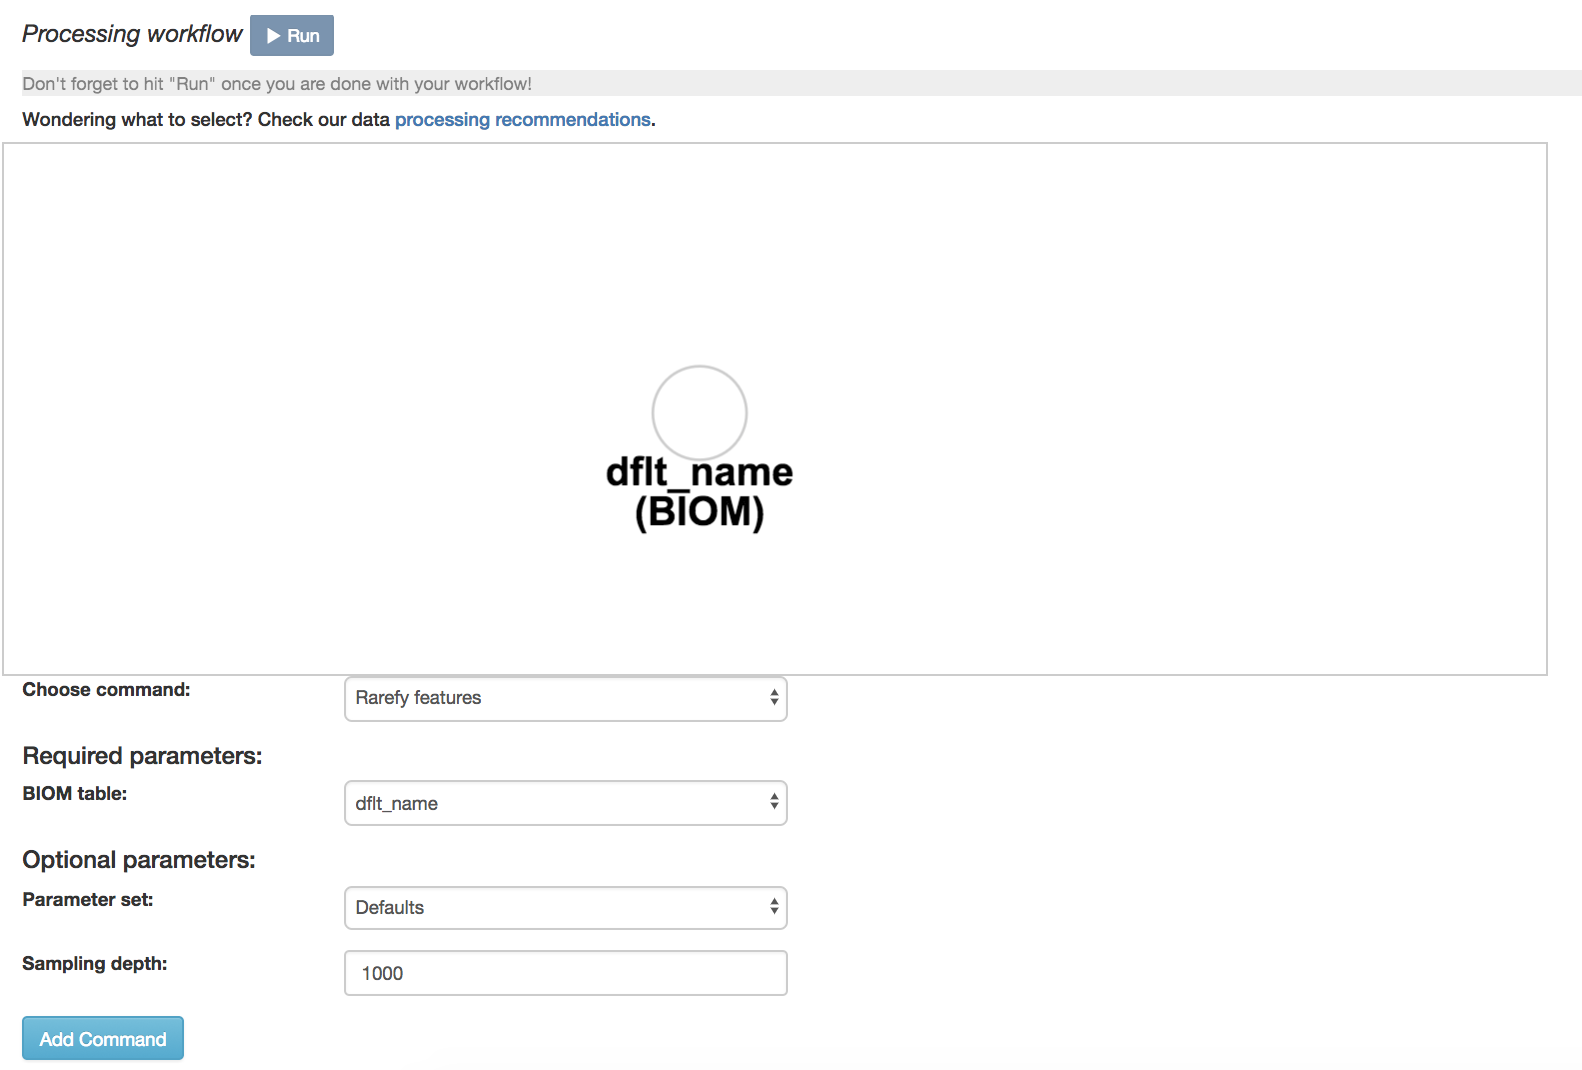 Processing workflow Run
Don't forget to hit "Run" once you are done with your workflow!
Wondering what to select? Check our data processing recommendations.
dflt_name
(BIOM)
Choose command: Rarefy features
Required parameters:
BIOM table: dflt_name
Optional parameters:
Parameter set: Defaults
Sampling depth: 1000
Add Command